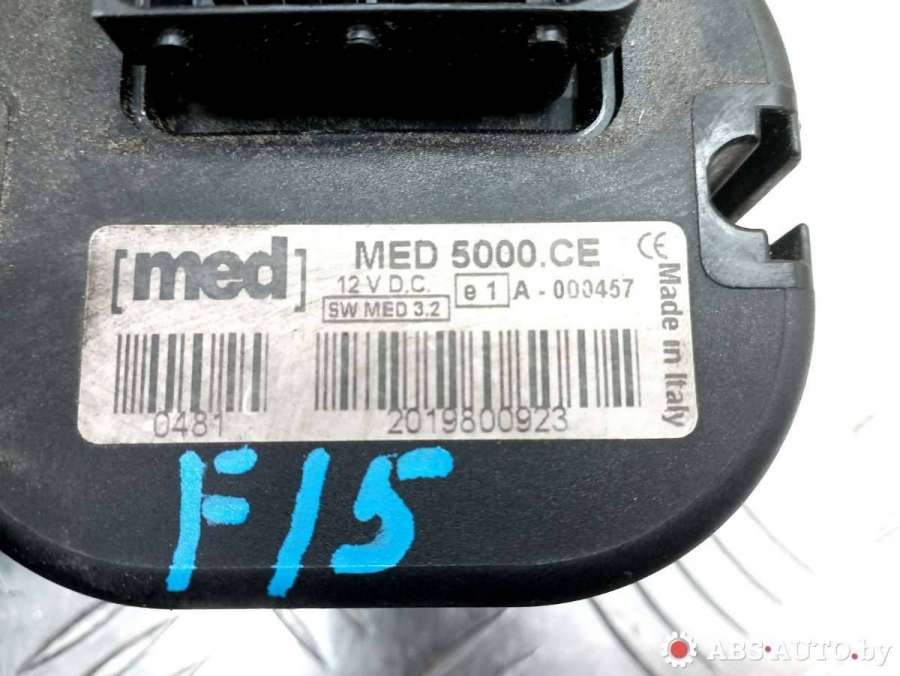 [med]
MED 5000.CE
CE
12 V D.C.
e 1 A - 000457
SW MED 3.2
Made in Italy
0481
2019800923
F15
ABS-AUTO.by